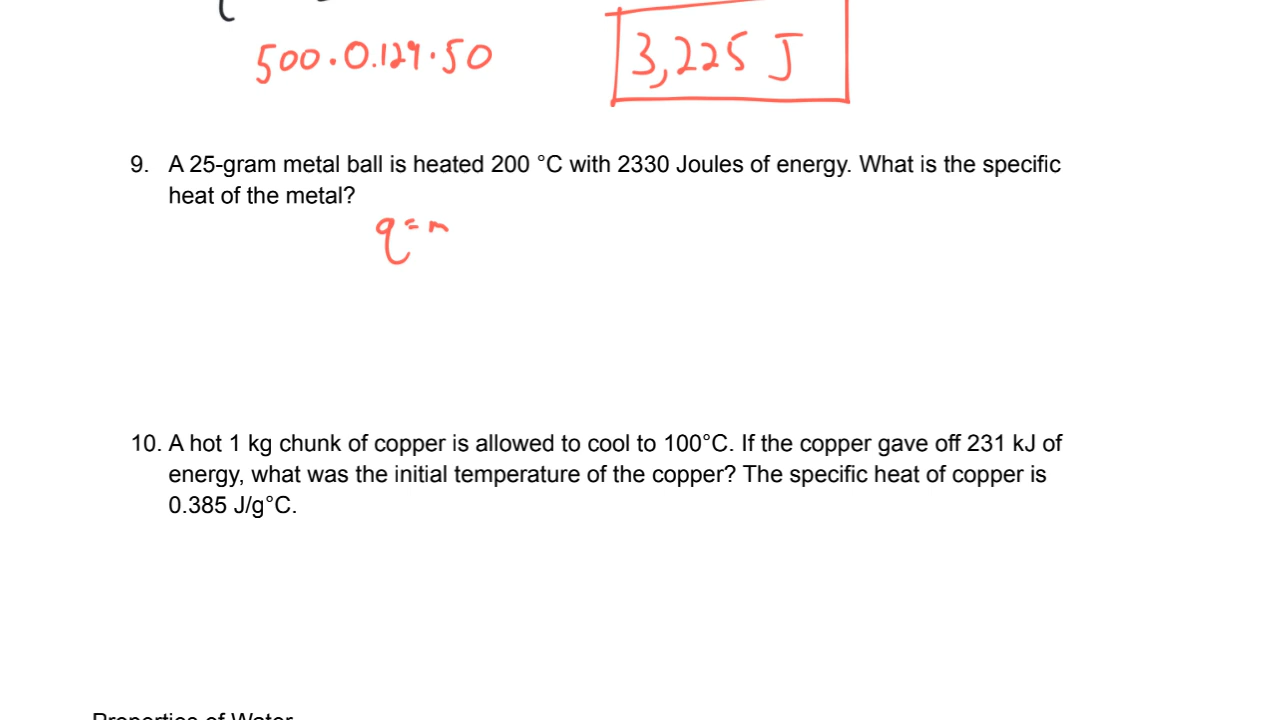 500·0.129·50
3,225 J
9. A 25-gram metal ball is heated 200 °C with 2330 Joules of energy. What is the specific
heat of the metal?
q = m
10. A hot 1 kg chunk of copper is allowed to cool to 100°C. If the copper gave off 231 kJ of
energy, what was the initial temperature of the copper? The specific heat of copper is
0.385 J/g°C.
Properties of Water